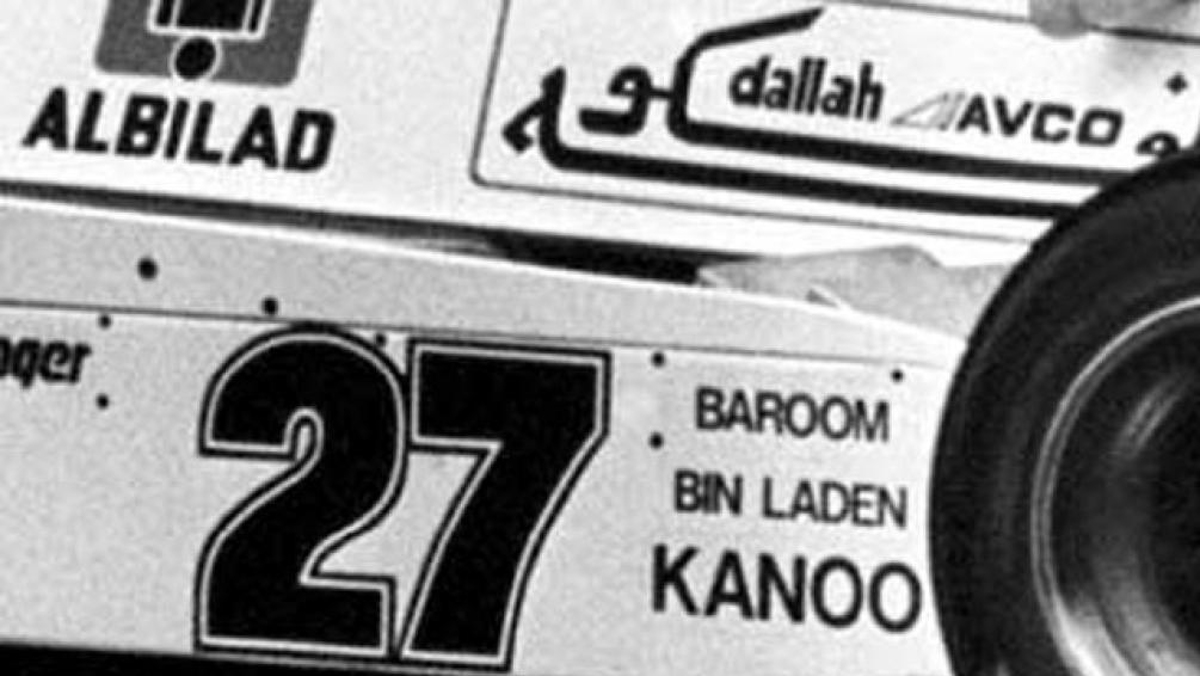 ALBILAD
dallah AVCO
27
BAROOM
BIN LADEN
KANOO